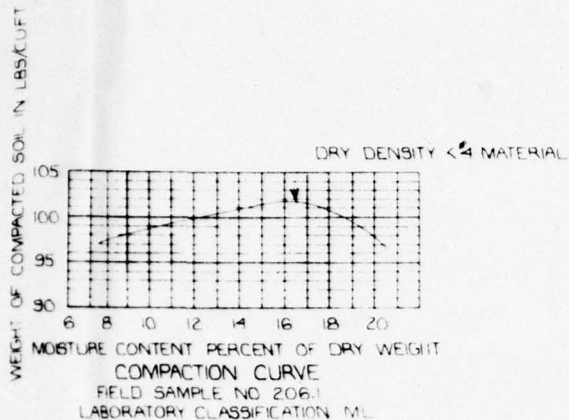 WEIGHT OF COMPACTED SOIL IN LBS/CUFT
DRY DENSITY <#4 MATERIAL
105
100
95
90
6 8 10 12 14 16 18 20
MOISTURE CONTENT PERCENT OF DRY WEIGHT
COMPACTION CURVE
FIELD SAMPLE NO 206.1
LABORATORY CLASSIFICATION ML